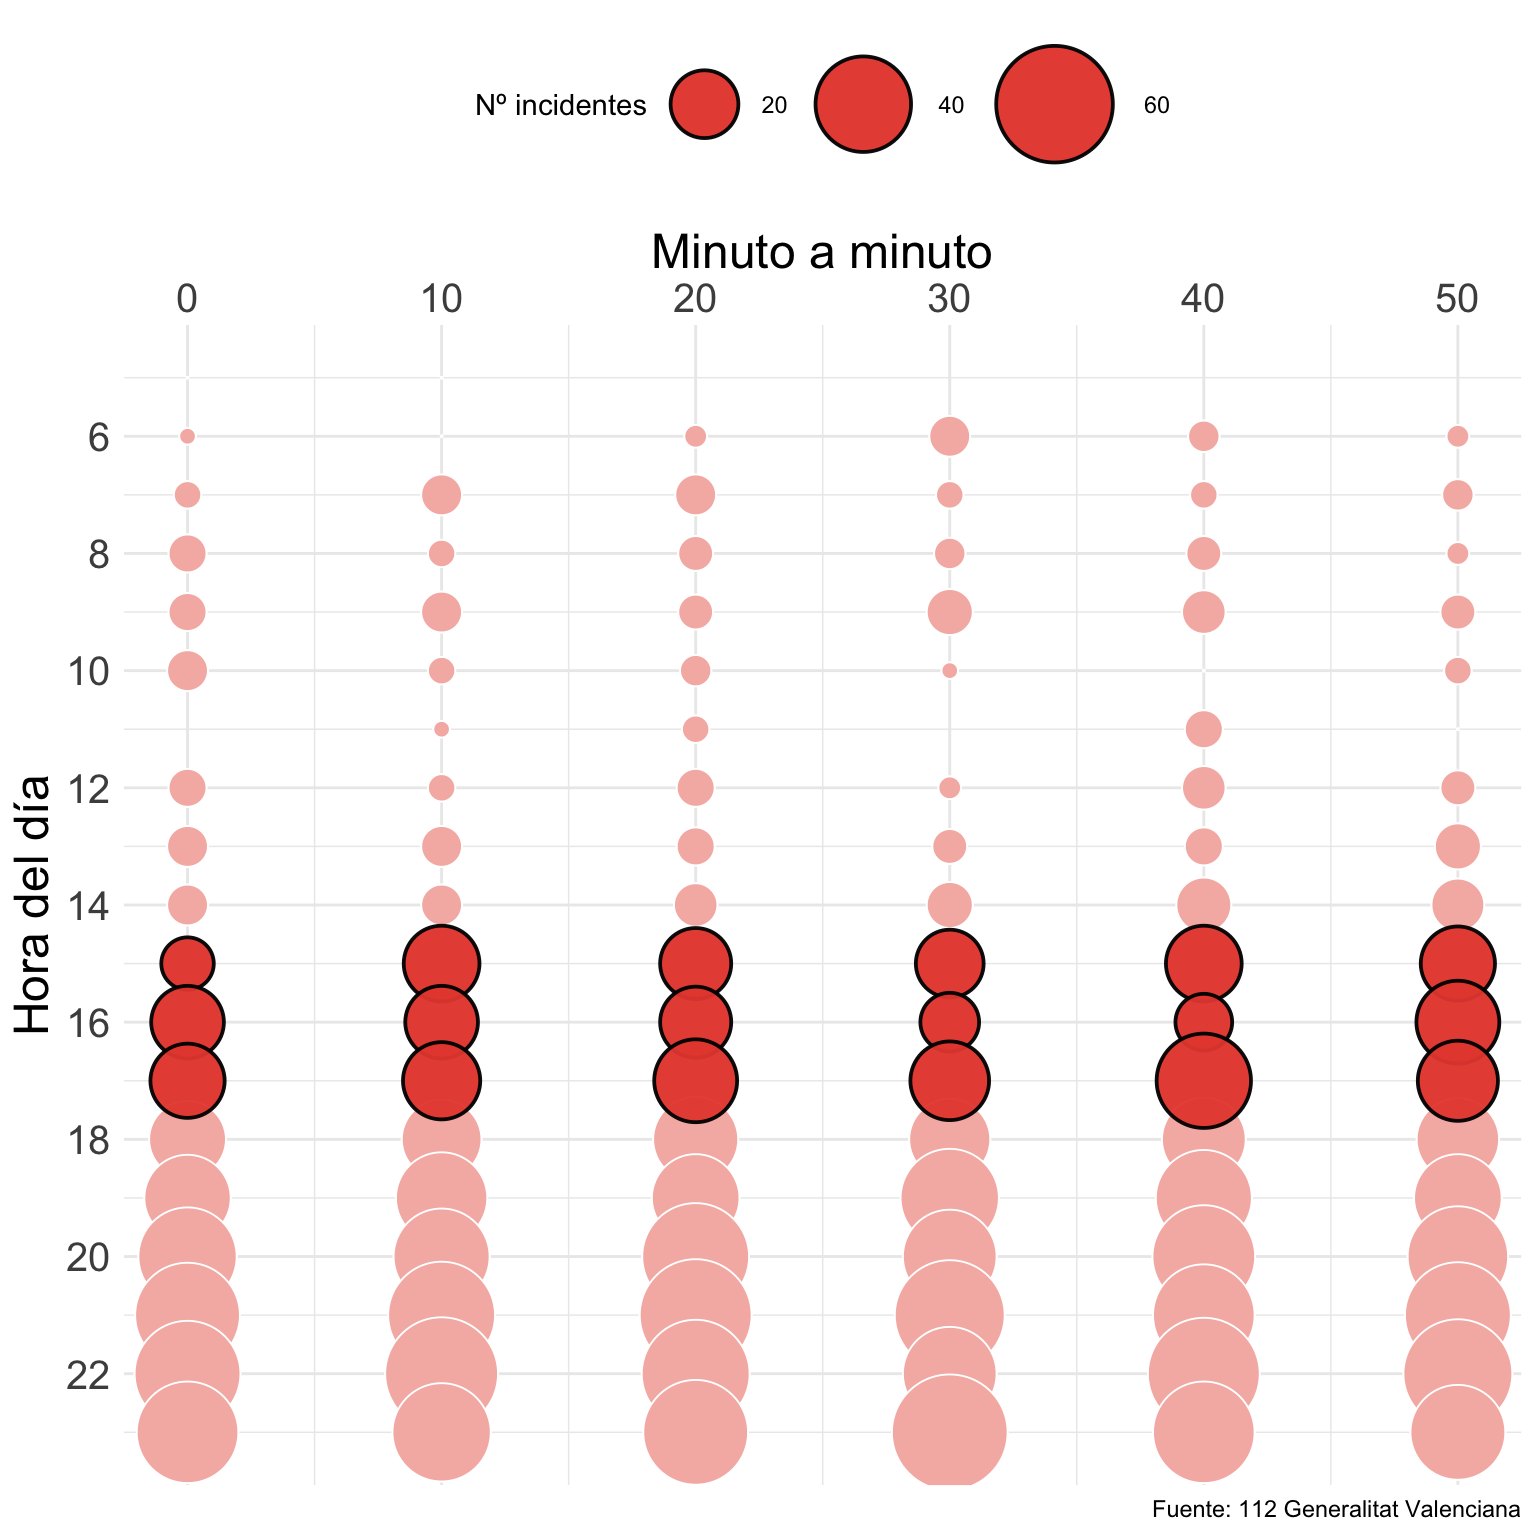 Nº incidentes 20 40 60
Minuto a minuto
0 10 20 30 40 50
Hora del día
6
8
10
12
14
16
18
20
22
Fuente: 112 Generalitat Valenciana